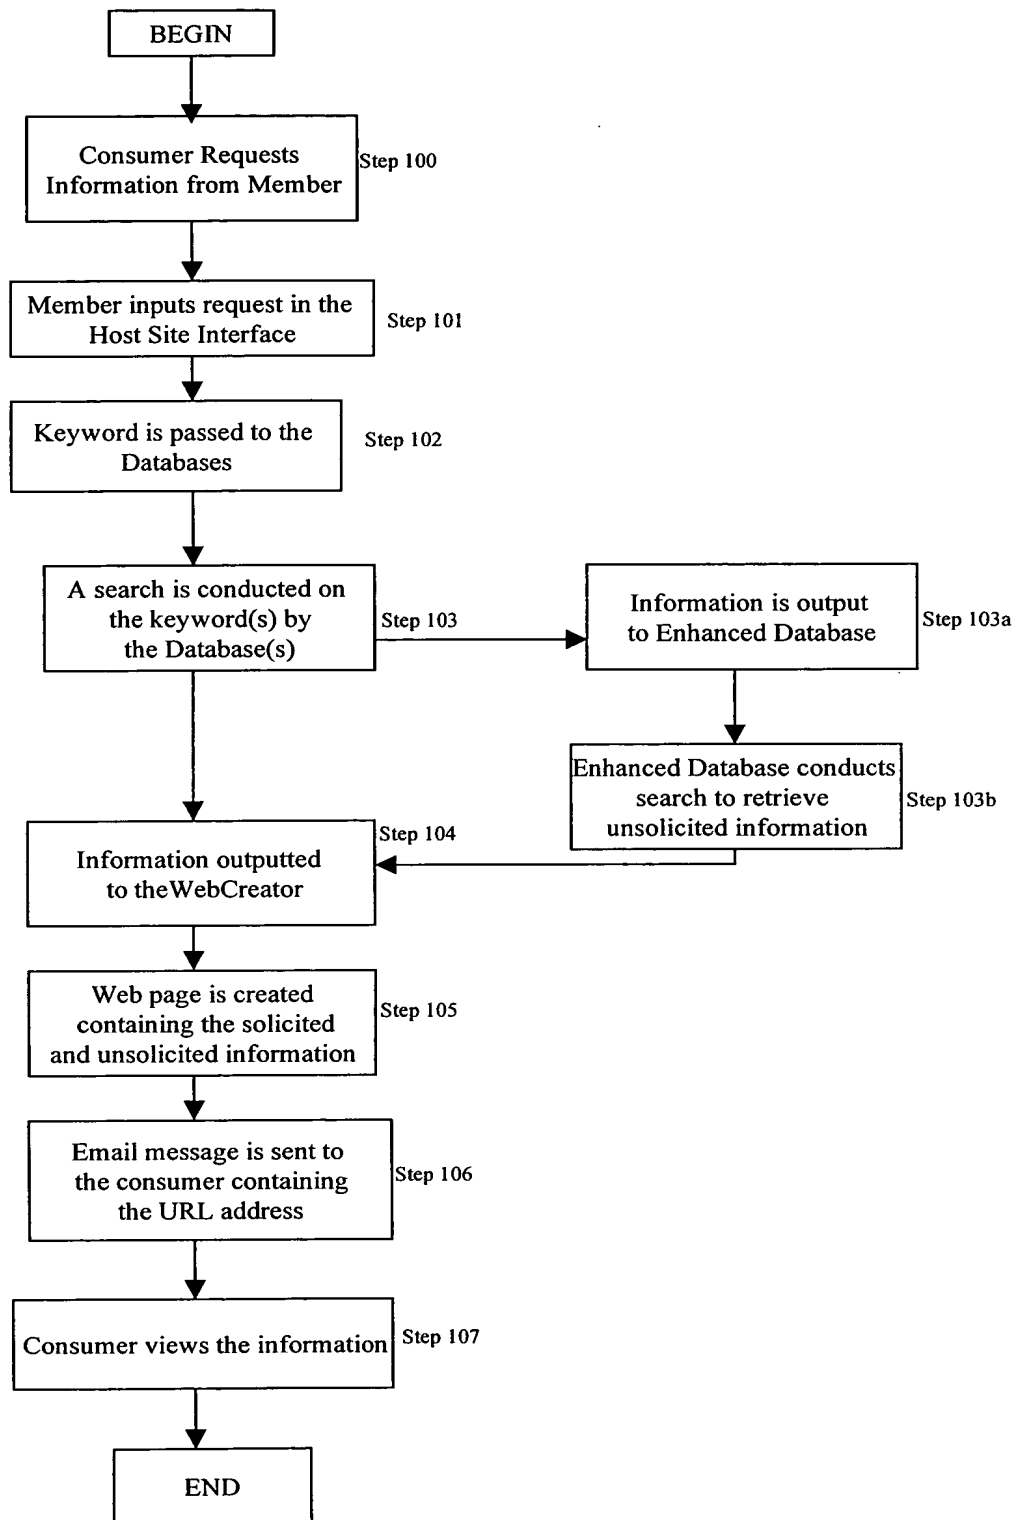 BEGIN
Consumer Requests
Information from Member
Step 100
Member inputs request in the
Host Site Interface
Step 101
Keyword is passed to the
Databases
Step 102
A search is conducted on
the keyword(s) by
the Database(s)
Step 103
Information is output
to Enhanced Database
Step 103a
Enhanced Database conducts
search to retrieve
unsolicited information
Step 103b
Step 104
Information outputted
to theWebCreator
Web page is created
containing the solicited
and unsolicited information
Step 105
Email message is sent to
the consumer containing
the URL address
Step 106
Consumer views the information
Step 107
END